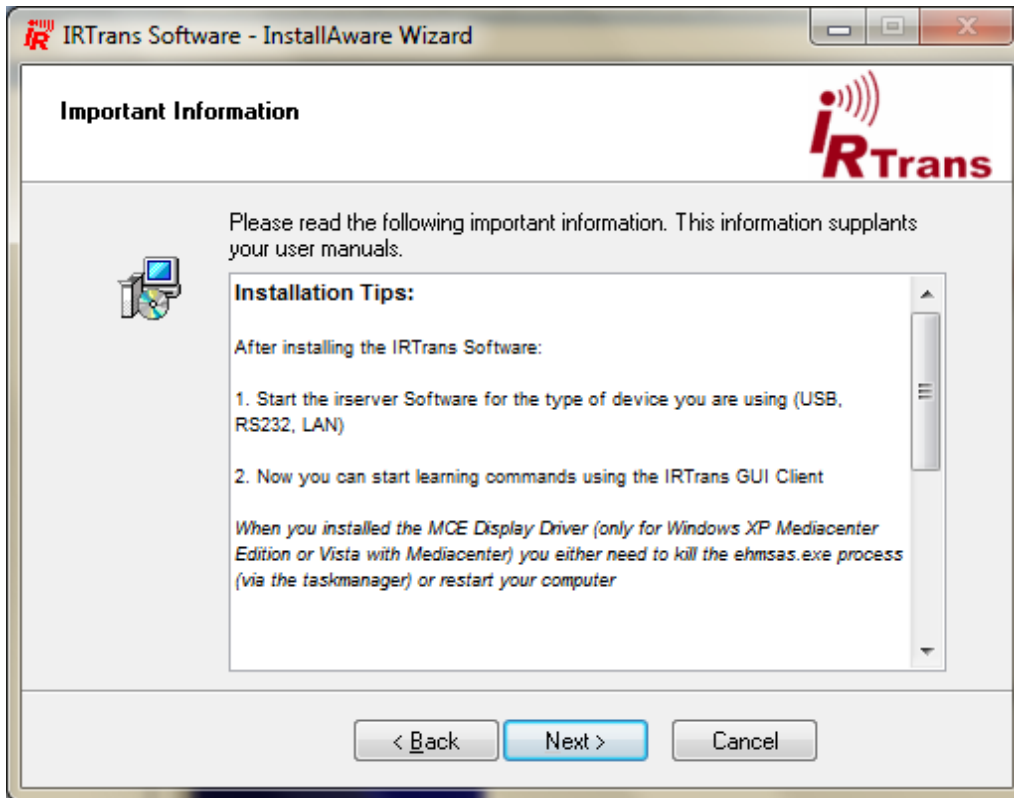 IRTrans Software - InstallAware Wizard
Important Information
IRTrans
Please read the following important information. This information supplants
your user manuals.
Installation Tips:
After installing the IRTrans Software:
1. Start the irserver Software for the type of device you are using (USB,
RS232, LAN)
2. Now you can start learning commands using the IRTrans GUI Client
When you installed the MCE Display Driver (only for Windows XP Mediacenter
Edition or Vista with Mediacenter) you either need to kill the ehmsas.exe process
(via the taskmanager) or restart your computer
< Back
Next >
Cancel